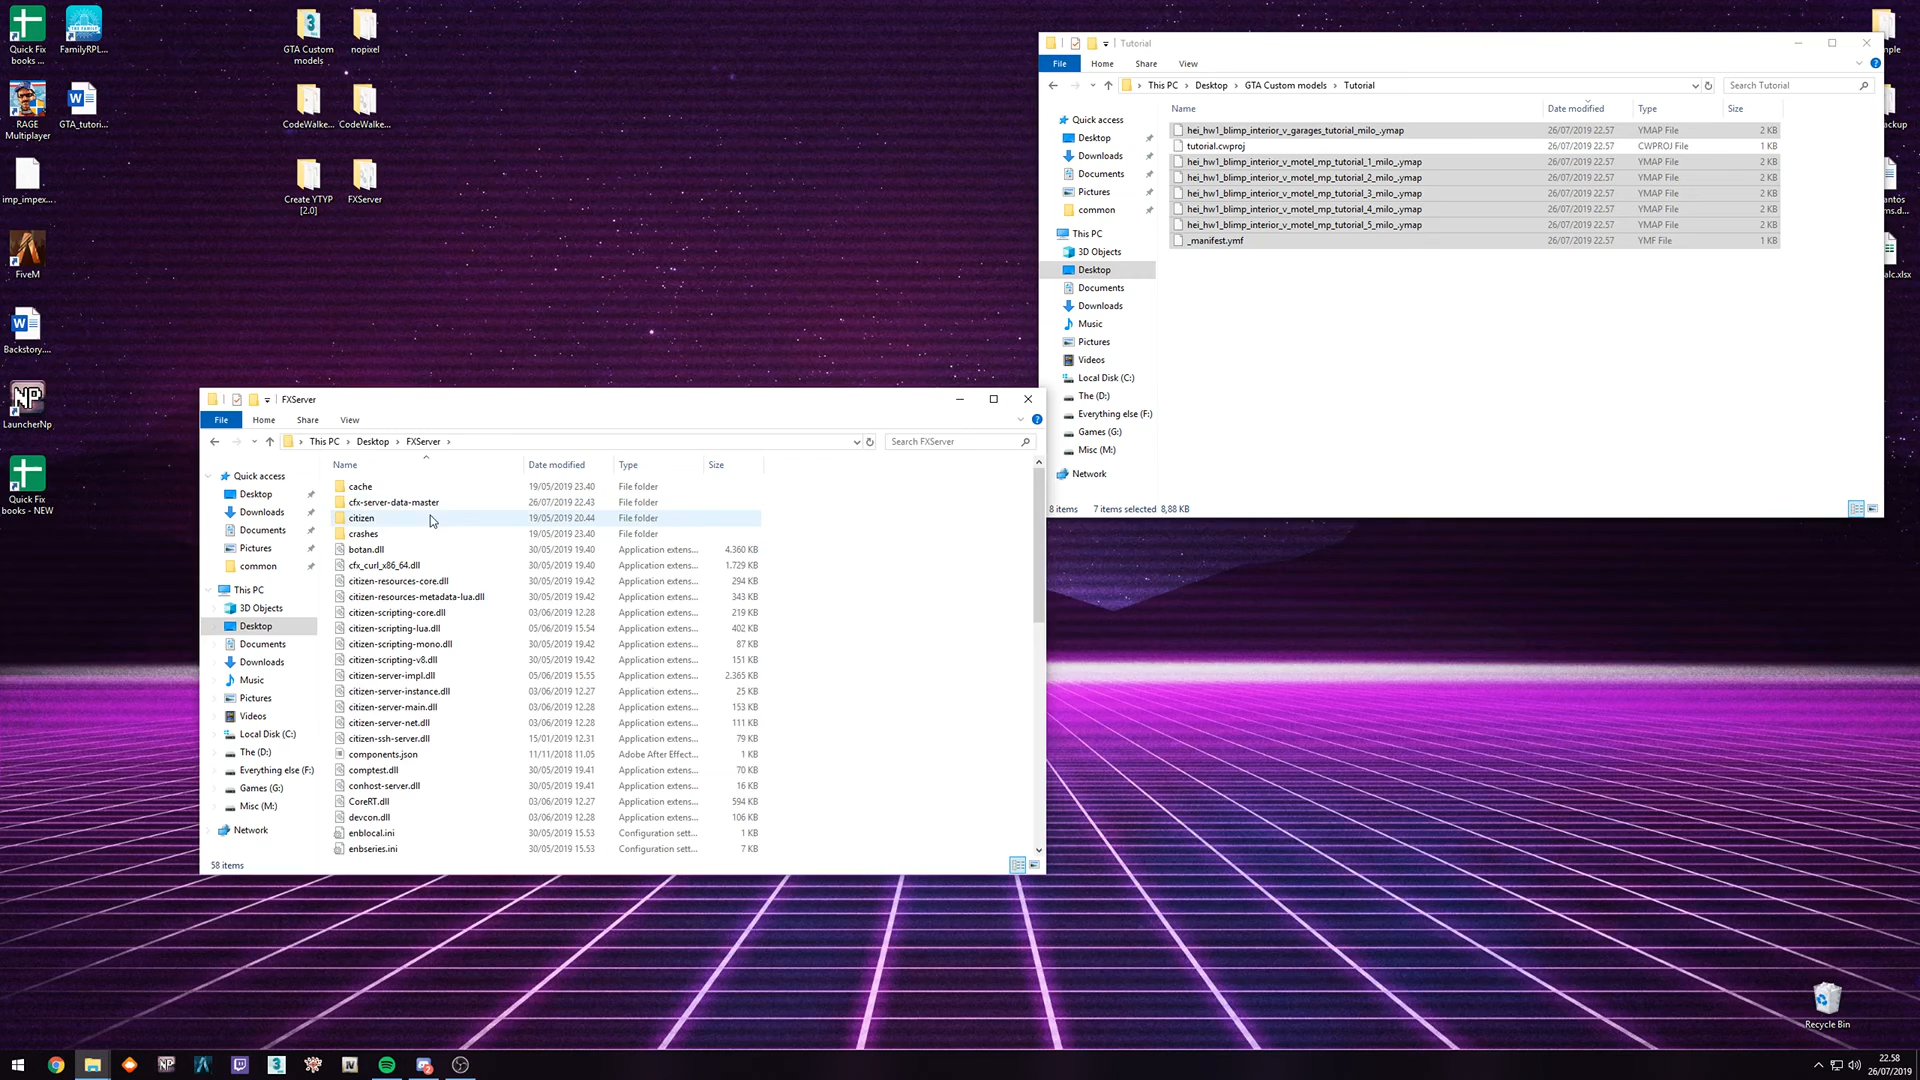 Quick Fix
books ...
FamilyRPL...
RAGE
Multiplayer
GTA_tutori...
imp_impex...
FiveM
Backstory....
LauncherNp
Quick Fix
books - NEW
GTA Custom
models
nopixel
CodeWalke...
CodeWalke...
Create YTYP
[2.0]
FXServer
Tutorial
File
Home
Share
View
This PC
Desktop
GTA Custom models
Tutorial
Search Tutorial
Name
Date modified
Type
Size
Quick access
Desktop
Downloads
Documents
Pictures
common
This PC
3D Objects
Desktop
Documents
Downloads
Music
Pictures
Videos
Local Disk (C:)
The (D:)
Everything else (F:)
Games (G:)
Misc (M:)
Network
hei_hw1_blimp_interior_v_garages_tutorial_milo_.ymap 26/07/2019 22.57 YMAP File 2 KB
tutorial.cwproj 26/07/2019 22.57 CWPROJ File 1 KB
hei_hw1_blimp_interior_v_motel_mp_tutorial_1_milo_.ymap 26/07/2019 22.57 YMAP File 2 KB
hei_hw1_blimp_interior_v_motel_mp_tutorial_2_milo_.ymap 26/07/2019 22.57 YMAP File 2 KB
hei_hw1_blimp_interior_v_motel_mp_tutorial_3_milo_.ymap 26/07/2019 22.57 YMAP File 2 KB
hei_hw1_blimp_interior_v_motel_mp_tutorial_4_milo_.ymap 26/07/2019 22.57 YMAP File 2 KB
hei_hw1_blimp_interior_v_motel_mp_tutorial_5_milo_.ymap 26/07/2019 22.57 YMAP File 2 KB
_manifest.ymf 26/07/2019 22.57 YMF File 1 KB
8 items 7 items selected 8,88 KB
FXServer
File
Home
Share
View
This PC
Desktop
FXServer
Search FXServer
Name
Date modified
Type
Size
Quick access
Desktop
Downloads
Documents
Pictures
common
This PC
3D Objects
Desktop
Documents
Downloads
Music
Pictures
Videos
Local Disk (C:)
The (D:)
Everything else (F:)
Games (G:)
Misc (M:)
Network
cache 19/05/2019 23.40 File folder
cfx-server-data-master 26/07/2019 22.43 File folder
citizen 19/05/2019 20.44 File folder
crashes 19/05/2019 23.40 File folder
botan.dll 30/05/2019 19.40 Application extens... 4.360 KB
cfx_curl_x86_64.dll 30/05/2019 19.40 Application extens... 1.729 KB
citizen-resources-core.dll 30/05/2019 19.42 Application extens... 294 KB
citizen-resources-metadata-lua.dll 30/05/2019 19.42 Application extens... 343 KB
citizen-scripting-core.dll 03/06/2019 12.28 Application extens... 219 KB
citizen-scripting-lua.dll 05/06/2019 15.54 Application extens... 402 KB
citizen-scripting-mono.dll 30/05/2019 19.42 Application extens... 87 KB
citizen-scripting-v8.dll 30/05/2019 19.42 Application extens... 151 KB
citizen-server-impl.dll 05/06/2019 15.55 Application extens... 2.365 KB
citizen-server-instance.dll 03/06/2019 12.27 Application extens... 25 KB
citizen-server-main.dll 03/06/2019 12.28 Application extens... 153 KB
citizen-server-net.dll 03/06/2019 12.28 Application extens... 111 KB
citizen-ssh-server.dll 15/01/2019 12.31 Application extens... 79 KB
components.json 11/11/2018 11.05 Adobe After Effect... 1 KB
comptest.dll 30/05/2019 19.41 Application extens... 70 KB
conhost-server.dll 30/05/2019 19.41 Application extens... 16 KB
CoreRT.dll 03/06/2019 12.27 Application extens... 594 KB
devcon.dll 03/06/2019 12.28 Application extens... 106 KB
enblocal.ini 30/05/2019 15.53 Configuration sett... 1 KB
enbseries.ini 30/05/2019 15.53 Configuration sett... 7 KB
58 items
Recycle Bin
22.58
26/07/2019